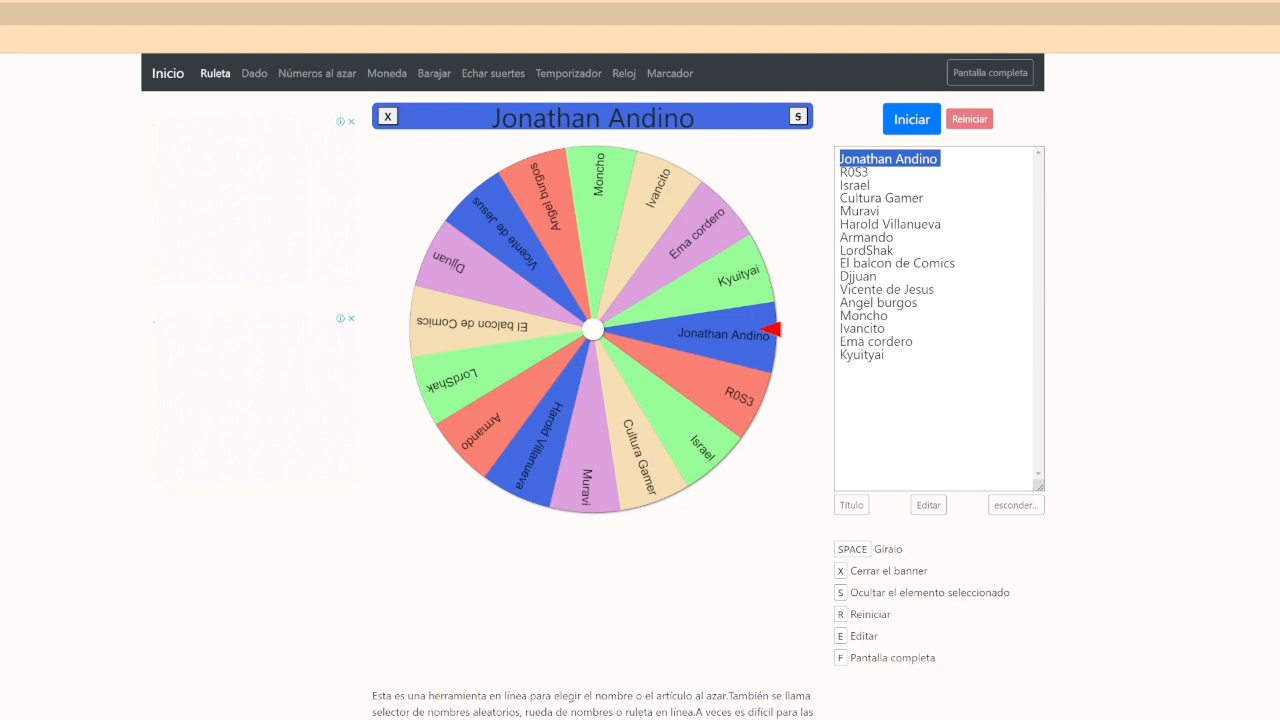 Inicio Ruleta Dado Números al azar Moneda Barajar Echar suertes Temporizador Reloj Marcador Pantalla completa
X Jonathan Andino S
Iniciar Reiniciar
Moncho
Ivancito
Ema cordero
Kyuityai
Jonathan Andino
R0S3
Israel
Cultura Gamer
Muravi
Harold Villanueva
Armando
LordShak
El balcon de Comics
Djjuan
Vicente de Jesus
Angel burgos
Jonathan Andino
R0S3
Israel
Cultura Gamer
Muravi
Harold Villanueva
Armando
LordShak
El balcon de Comics
Djjuan
Vicente de Jesus
Angel burgos
Moncho
Ivancito
Ema cordero
Kyuityai
Título Editar esconder...
SPACE Gíralo
X Cerrar el banner
S Ocultar el elemento seleccionado
R Reiniciar
E Editar
F Pantalla completa
Esta es una herramienta en línea para elegir el nombre o el artículo al azar.También se llama
selector de nombres aleatorios, rueda de nombres o ruleta en línea.A veces es difícil para las